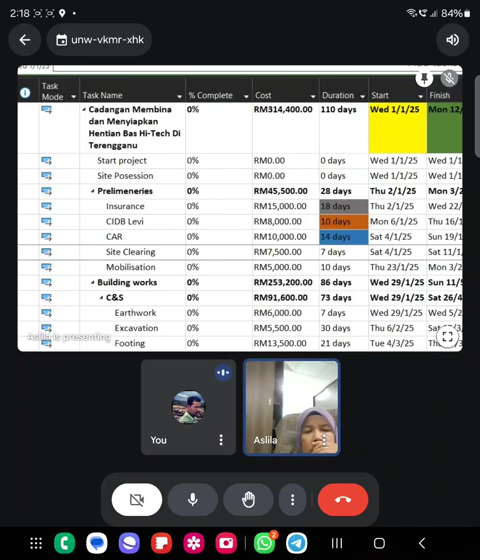 2:18 84%
unw-vkmr-xhk
Task Mode Task Name % Complete Cost Duration Start Finish
Cadangan Membina dan Menyiapkan Hentian Bas Hi-Tech Di Terengganu 0% RM314,400.00 110 days Wed 1/1/25 Mon 12/
Start project 0% RM0.00 0 days Wed 1/1/25 Wed 1/1
Site Posession 0% RM0.00 0 days Wed 1/1/25 Wed 1/1
Prelimeneries 0% RM45,500.00 28 days Thu 2/1/25 Mon 3/2
Insurance 0% RM15,000.00 18 days Thu 2/1/25 Wed 22/
CIDB Levi 0% RM8,000.00 10 days Mon 6/1/25 Thu 16/1
CAR 0% RM10,000.00 14 days Sat 4/1/25 Sun 19/1
Site Clearing 0% RM7,500.00 7 days Sat 4/1/25 Sat 11/1
Mobilisation 0% RM5,000.00 10 days Thu 23/1/25 Mon 3/2
Building works 0% RM253,200.00 86 days Wed 29/1/25 Sun 11/5
C&S 0% RM91,600.00 73 days Wed 29/1/25 Sat 26/4
Earthwork 0% RM6,000.00 7 days Wed 29/1/25 Wed 5/2
Excavation 0% RM5,500.00 30 days Thu 6/2/25
Footing 0% RM13,500.00 21 days Tue 4/3/25
Aslila is presenting
You
Aslila
2